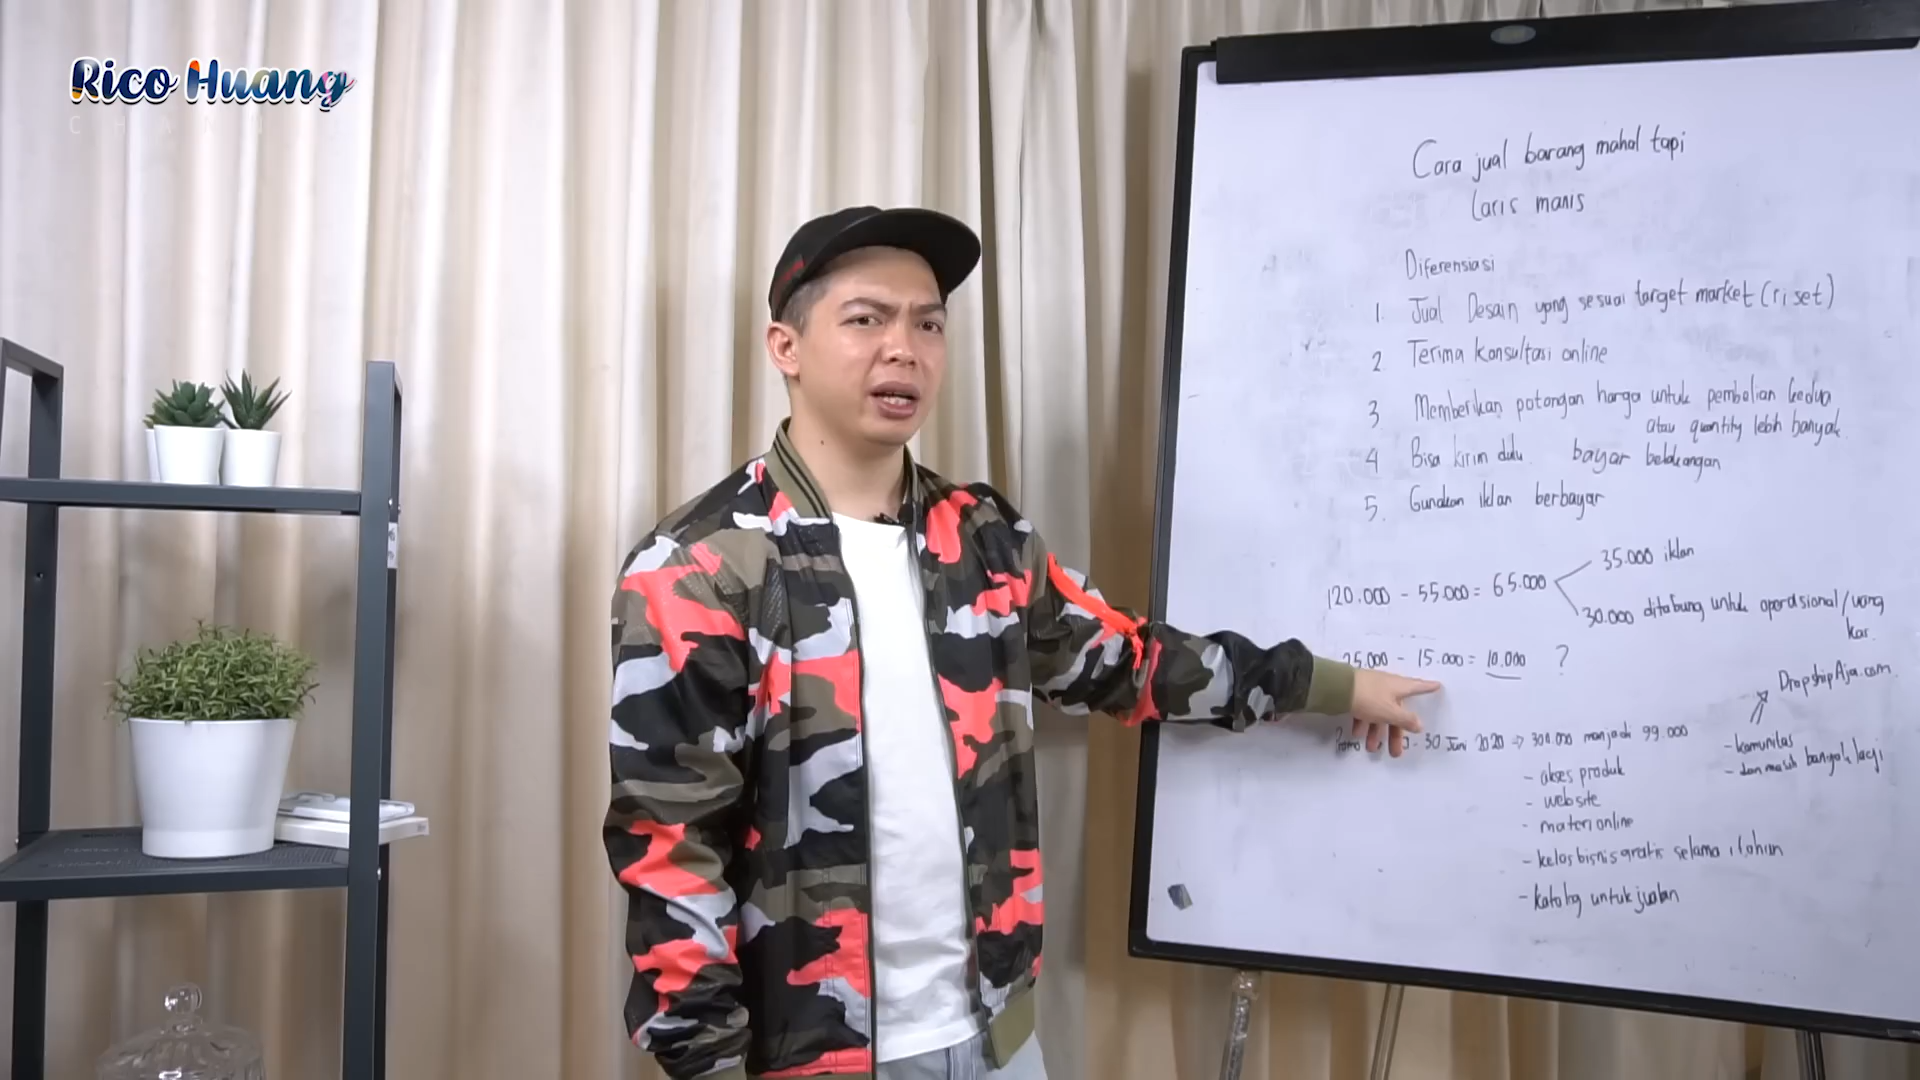 Rico Huang
CHANNEL
Cara jual barang mahal tapi
laris manis
Diferensiasi
1. Jual Desain yang sesuai target market (riset)
2. Terima konsultasi online
3 Memberikan potongan harga untuk pembelian kedua
atau quantity lebih banyak.
4 Bisa kirim dulu bayar belakangan
5. Gunakan iklan berbayar
35.000 iklan
120.000 - 55.000 = 65.000
30.000 ditabung untuk operasional/uang
kar.
25.000 - 15.000 = 10.000 ?
DropshipAja.com
Promo 30 Juni 2020 => 300.000 menjadi 99.000
- komunitas
- dan masih banyak lagi
- akses produk
- website
- materi online
- kelas bisnis gratis selama 1 tahun
- katalog untuk jualan